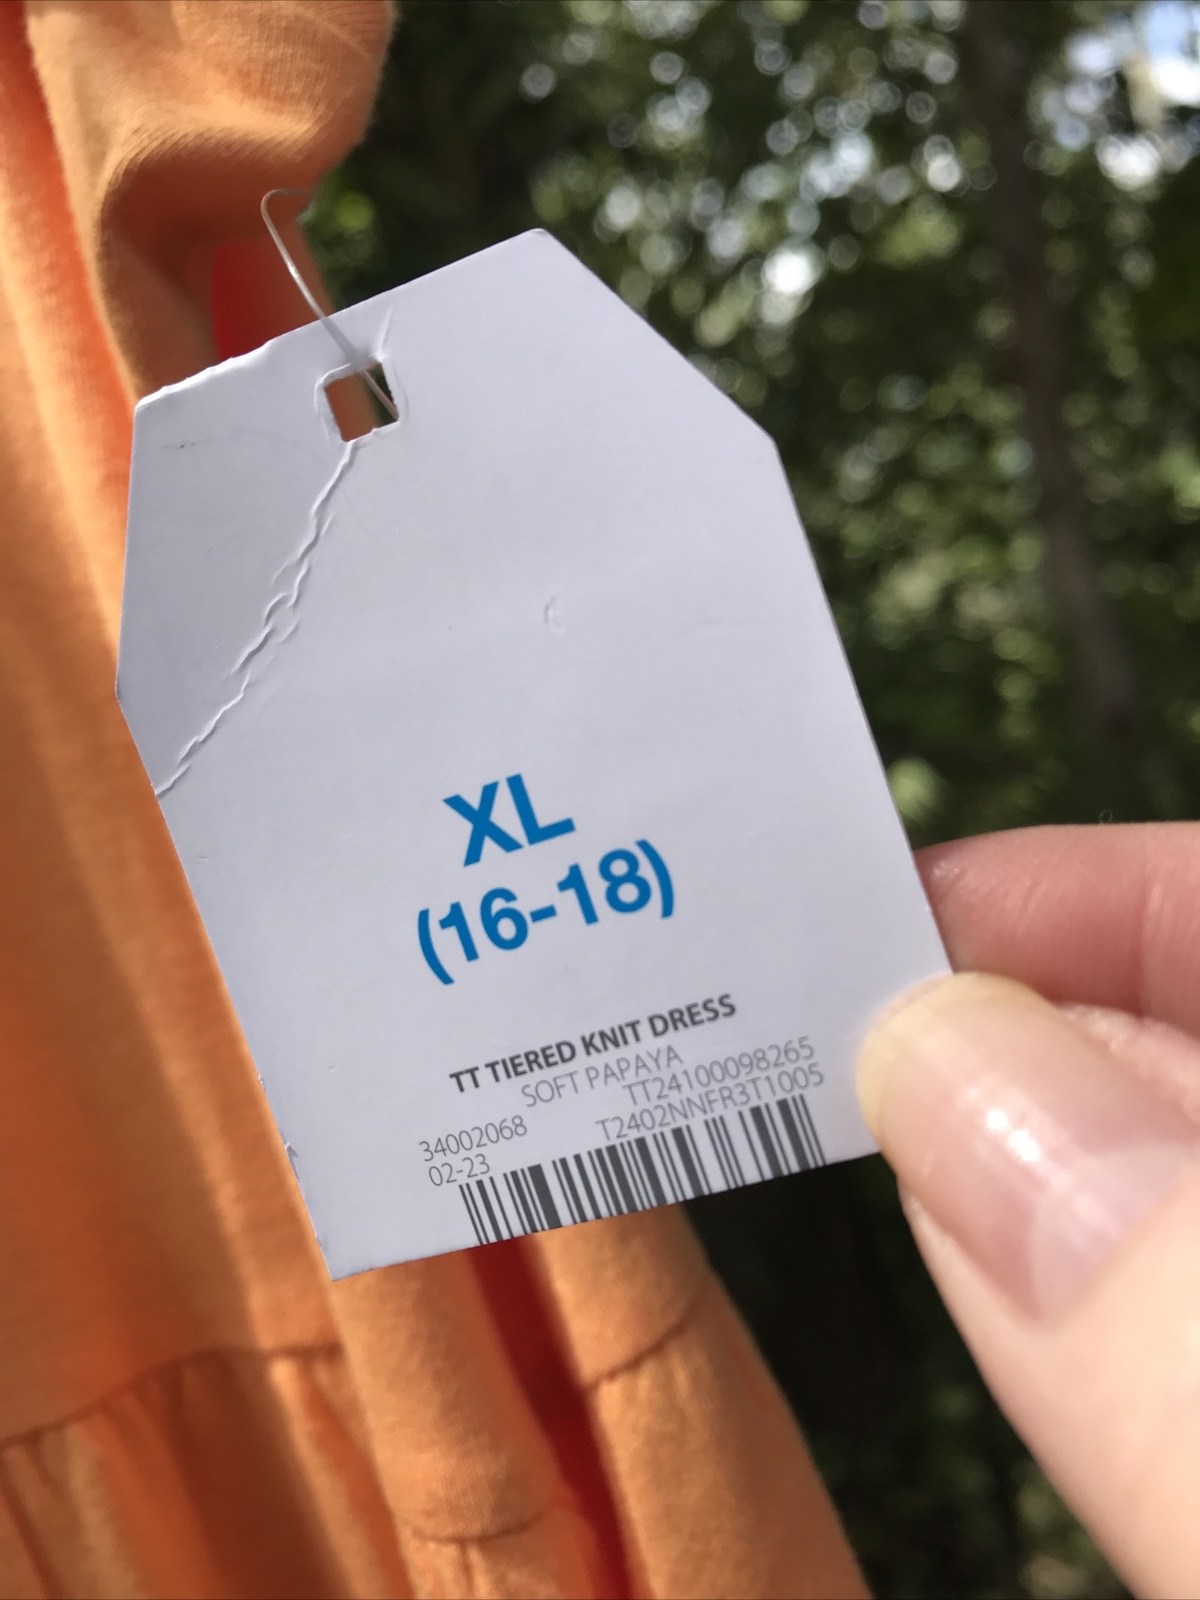 XL
(16-18)
TT TIERED KNIT DRESS
SOFT PAPAYA
TT24100098265
34002068 T2402NNFR3T1005
02-23